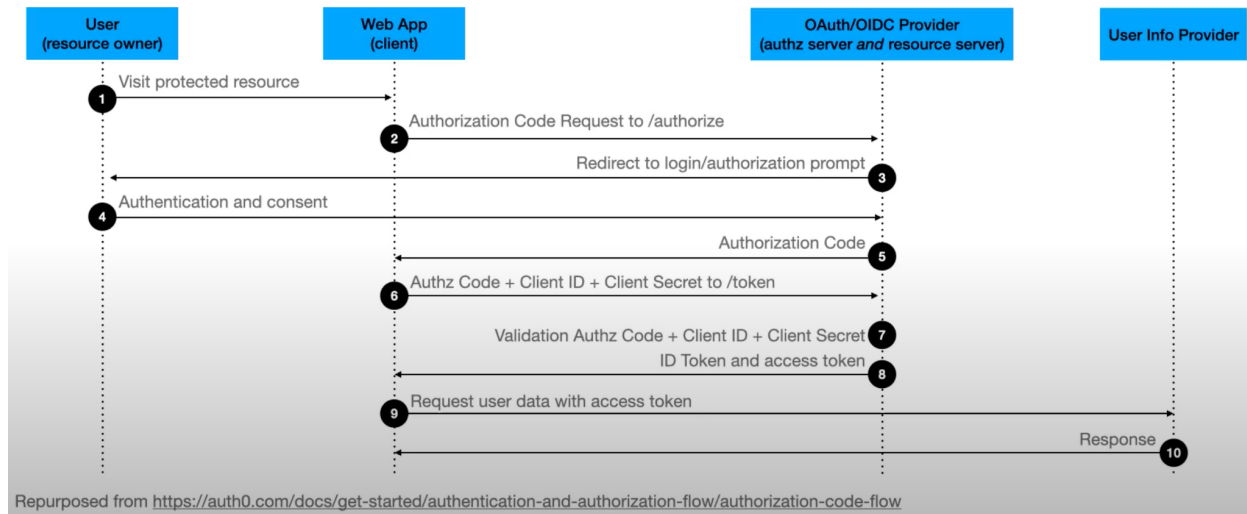 User
(resource owner)
Web App
(client)
OAuth/OIDC Provider
(authz server and resource server)
User Info Provider
Visit protected resource
1
Authorization Code Request to /authorize
2
Redirect to login/authorization prompt
3
Authentication and consent
4
Authorization Code
5
Authz Code + Client ID + Client Secret to /token
6
Validation Authz Code + Client ID + Client Secret
7
ID Token and access token
8
Request user data with access token
9
Response
10
Repurposed from https://auth0.com/docs/get-started/authentication-and-authorization-flow/authorization-code-flow